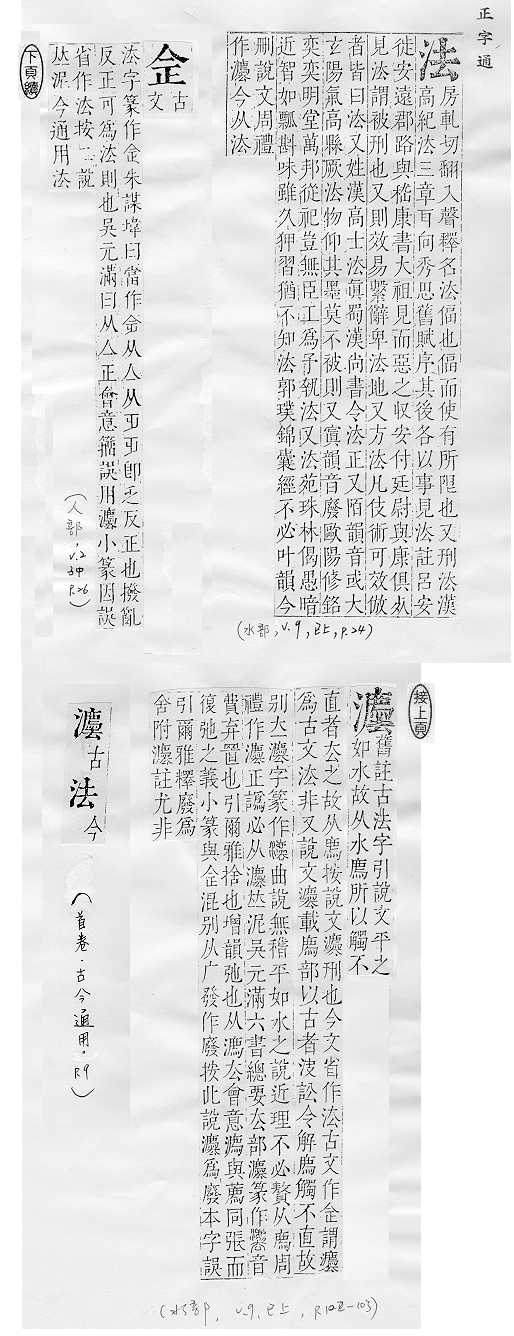 正字通
法
房軋切翻入聲釋名法偪也偪而使有所限也又刑法漢
高紀法三章耳向秀思舊賦序其後各以事見法註呂安
徙安遠郡路與嵇康書大祖見而惡之收安付廷尉與康俱死
見法謂被刑也又則效易繫辭卑法地又方法凡伎術可效倣
者皆曰法又姓漢高士法眞蜀漢尚書令法正又陌韻音或大
玄陽氣高縣厥法物仰其墨莫不被則又寘韻音廢歐陽修銘
奕奕明堂萬邦從祀豈無臣工爲予執法又法苑珠林偈愚暗
近智如瓢斟味雖久狎習猶不知法郭璞錦囊經不必叶韻今
刪說文周禮
作灋今从法
(水部, V.9, 巳上, P.24)
仺
古
文
法字篆作仺朱謀㙔曰當作仺从亼从丏丏卽乏反正也撥亂
反正可爲法則也吳元滿曰从亼正會意籀誤用灋小篆因誤
省作法按二說
𠀤泥今通用法
(人部, V.2, 子中, P.26)
下頁續
接上頁
灋
舊註古法字引說文平之
如水故从水廌所以觸不
直者去之故从廌按說文灋刑也今文省作法古文作仺謂灋
爲古文法非又說文灋載廌部以古者決訟令解廌觸不直故
別立灋字篆作灋曲說無稽平如水之說近理不必贅从廌周
禮作灋正譌必从灋𠀤泥吳元滿六書總要厺部灋篆作灋音
費弃置也引爾雅捨也增韻弛也从灋厺會意灋與薦同張而
復弛之義小篆與仺混別从广發作廢按此說灋爲廢本字誤
引爾雅釋廢爲
舍附灋註尤非
(水部, V.9, 巳上, P.102-103)
灋
古
法
今
(首卷．古今通用．P.9)